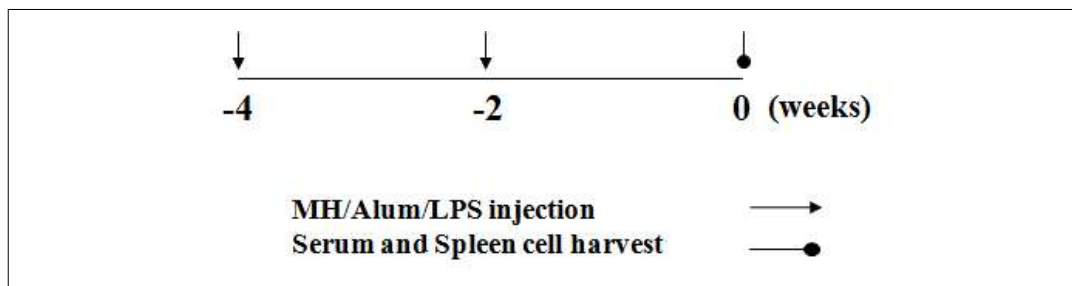 -4 -2 0 (weeks)
MH/Alum/LPS injection
Serum and Spleen cell harvest